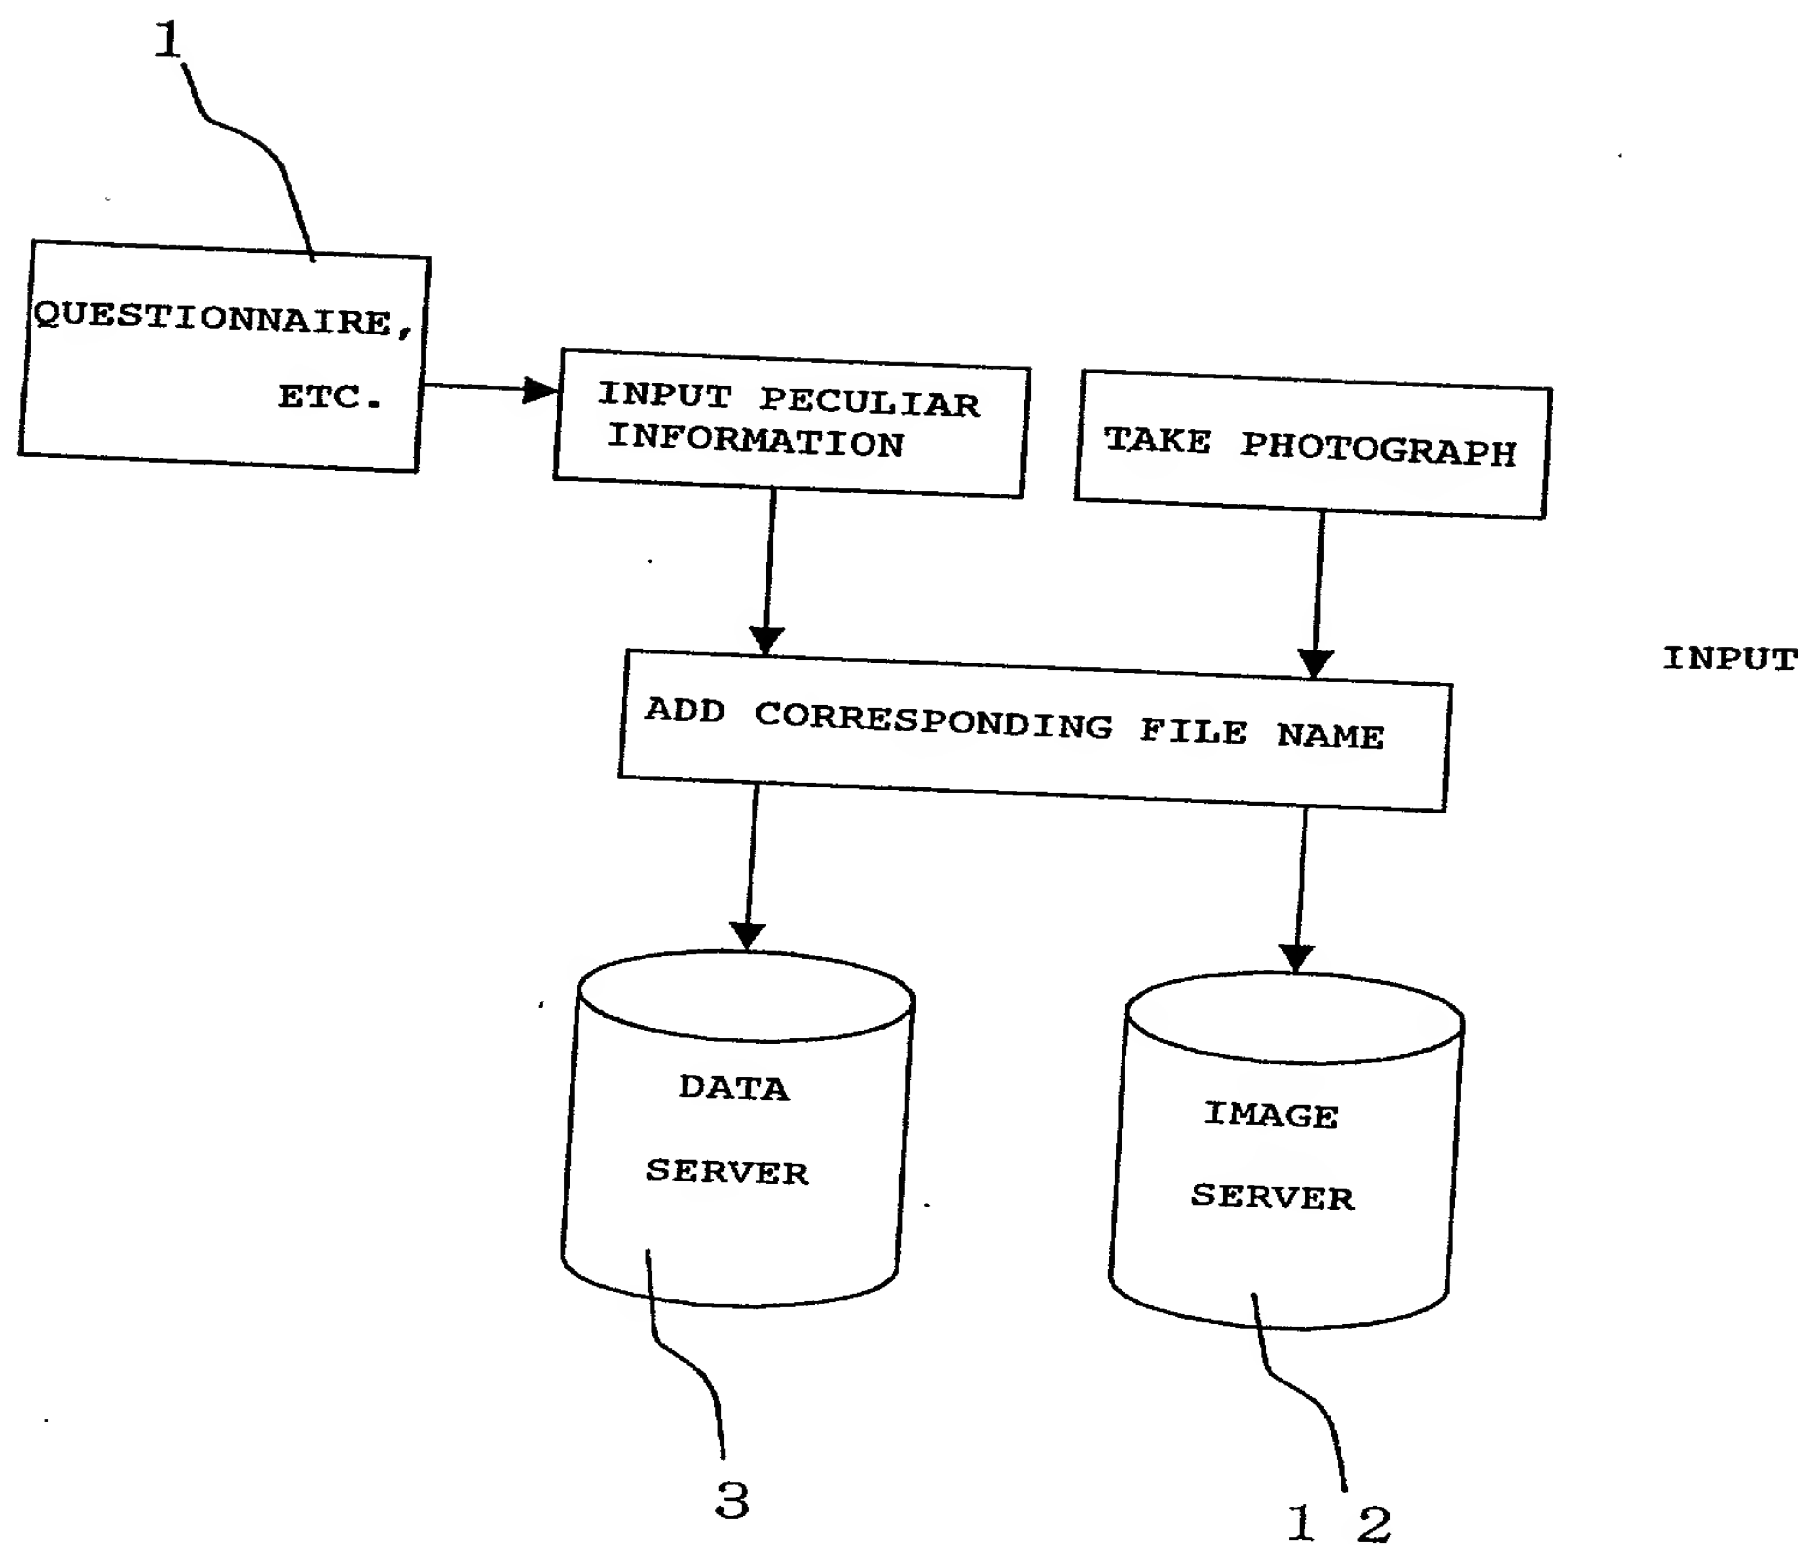 1
QUESTIONNAIRE,
ETC.
INPUT PECULIAR
INFORMATION
TAKE PHOTOGRAPH
INPUT
ADD CORRESPONDING FILE NAME
DATA
SERVER
IMAGE
SERVER
3
1 2